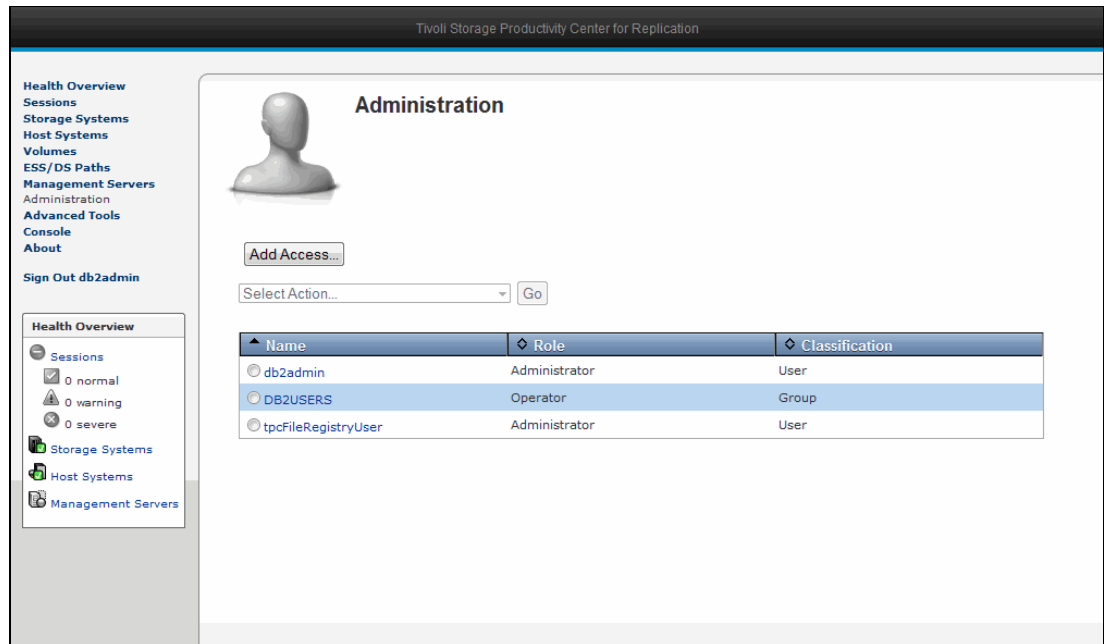 Tivoli Storage Productivity Center for Replication
Health Overview
Sessions
Storage Systems
Host Systems
Volumes
ESS/DS Paths
Management Servers
Administration
Advanced Tools
Console
About
Sign Out db2admin
Health Overview
Sessions
0 normal
0 warning
0 severe
Storage Systems
Host Systems
Management Servers
Administration
Add Access...
Select Action... Go
Name Role Classification
db2admin Administrator User
DB2USERS Operator Group
tpcFileRegistryUser Administrator User